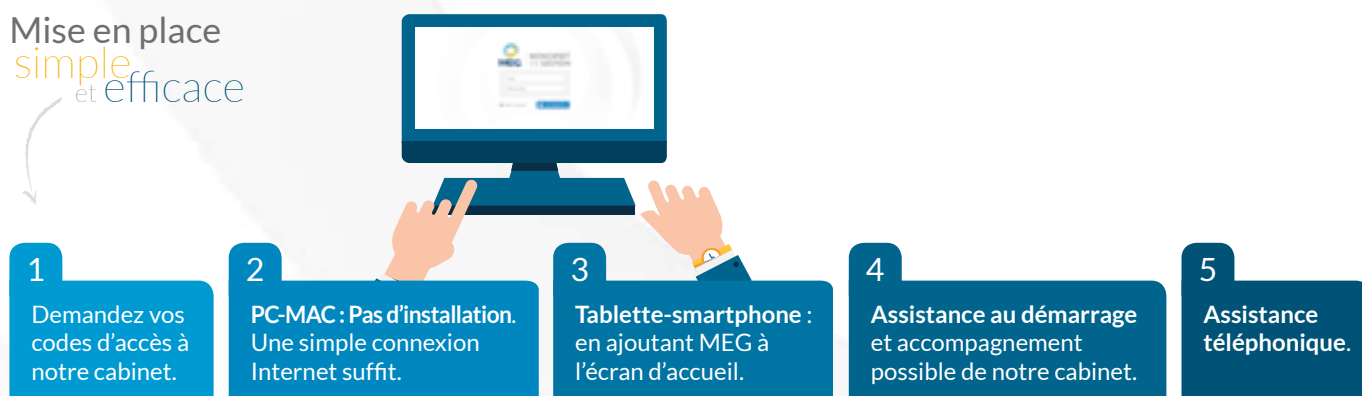 Mise en place
simple
et efficace
MEG
1
Demandez vos
codes d'accès à
notre cabinet.
2
PC-MAC : Pas d'installation.
Une simple connexion
Internet suffit.
3
Tablette-smartphone :
en ajoutant MEG à
l'écran d'accueil.
4
Assistance au démarrage
et accompagnement
possible de notre cabinet.
5
Assistance
téléphonique.